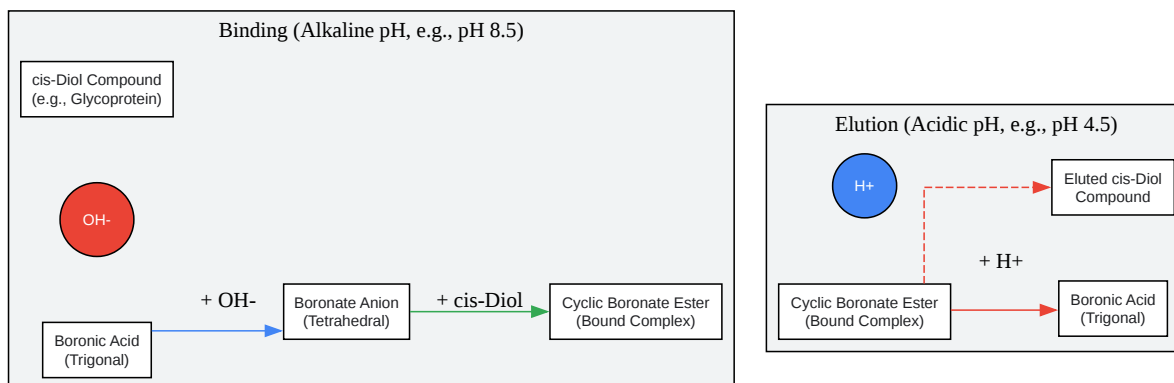 Binding (Alkaline pH, e.g., pH 8.5)
cis-Diol Compound
(e.g., Glycoprotein)
OH-
+ OH-
Boronic Acid
(Trigonal)
Boronate Anion
(Tetrahedral)
+ cis-Diol
Cyclic Boronate Ester
(Bound Complex)
Elution (Acidic pH, e.g., pH 4.5)
H+
Eluted cis-Diol
Compound
+ H+
Cyclic Boronate Ester
(Bound Complex)
Boronic Acid
(Trigonal)